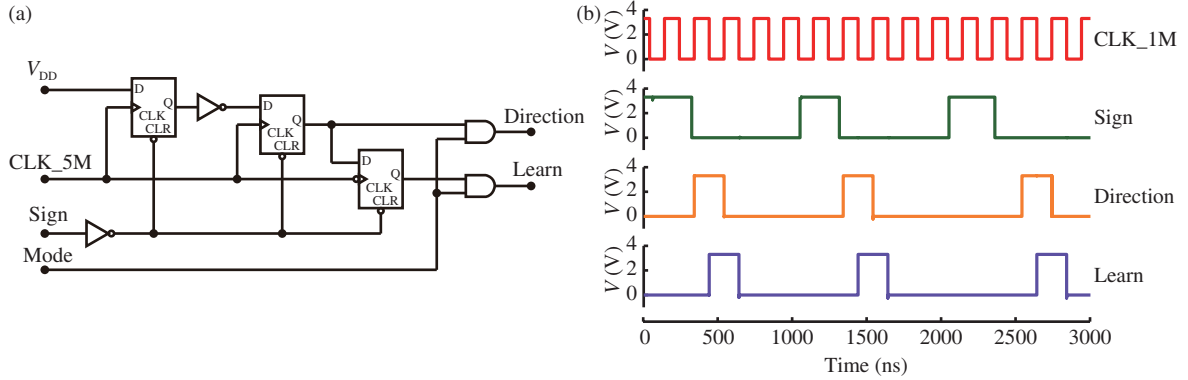 (a)
V_DD
D
Q
CLK
CLR
D
Q
CLK
CLR
D
Q
CLK
CLR
Direction
Learn
CLK_5M
Sign
Mode
(b)
V (V)
4
2
0
CLK_1M
V (V)
4
2
0
Sign
V (V)
4
2
0
Direction
V (V)
4
2
0
Learn
0 500 1000 1500 2000 2500 3000
Time (ns)